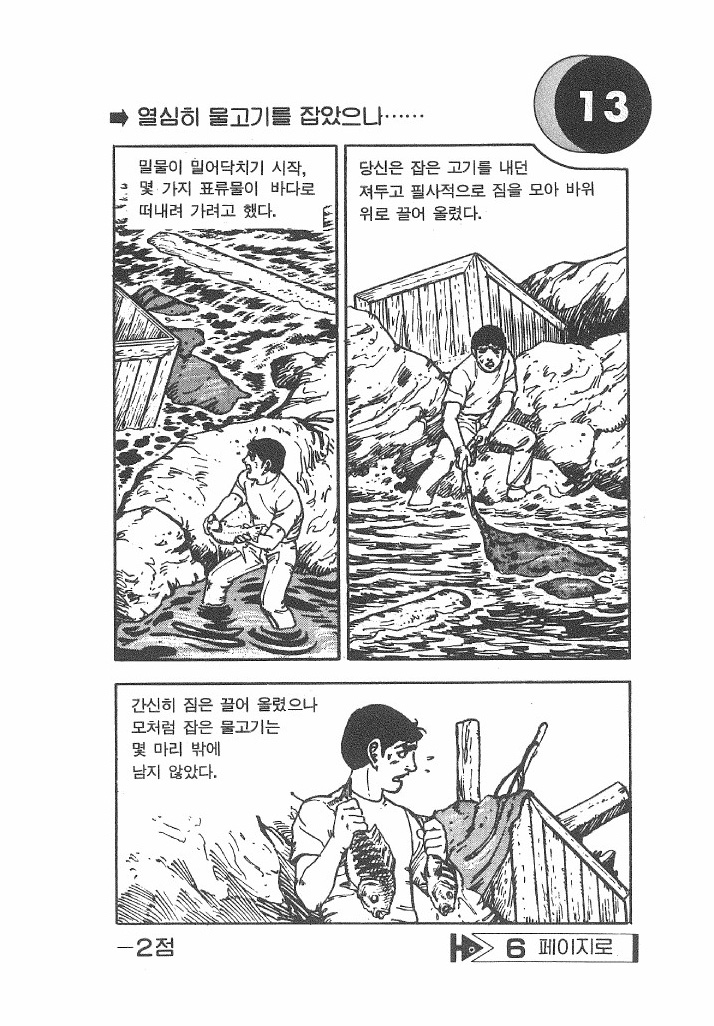 13
➡ 열심히 물고기를 잡았으나……
밀물이 밀어닥치기 시작,
몇 가지 표류물이 바다로
떠내려 가려고 했다.
당신은 잡은 고기를 내던
져두고 필사적으로 짐을 모아 바위
위로 끌어 올렸다.
간신히 짐은 끌어 올렸으나
모처럼 잡은 물고기는
몇 마리 밖에
남지 않았다.
−2점
6 페이지로